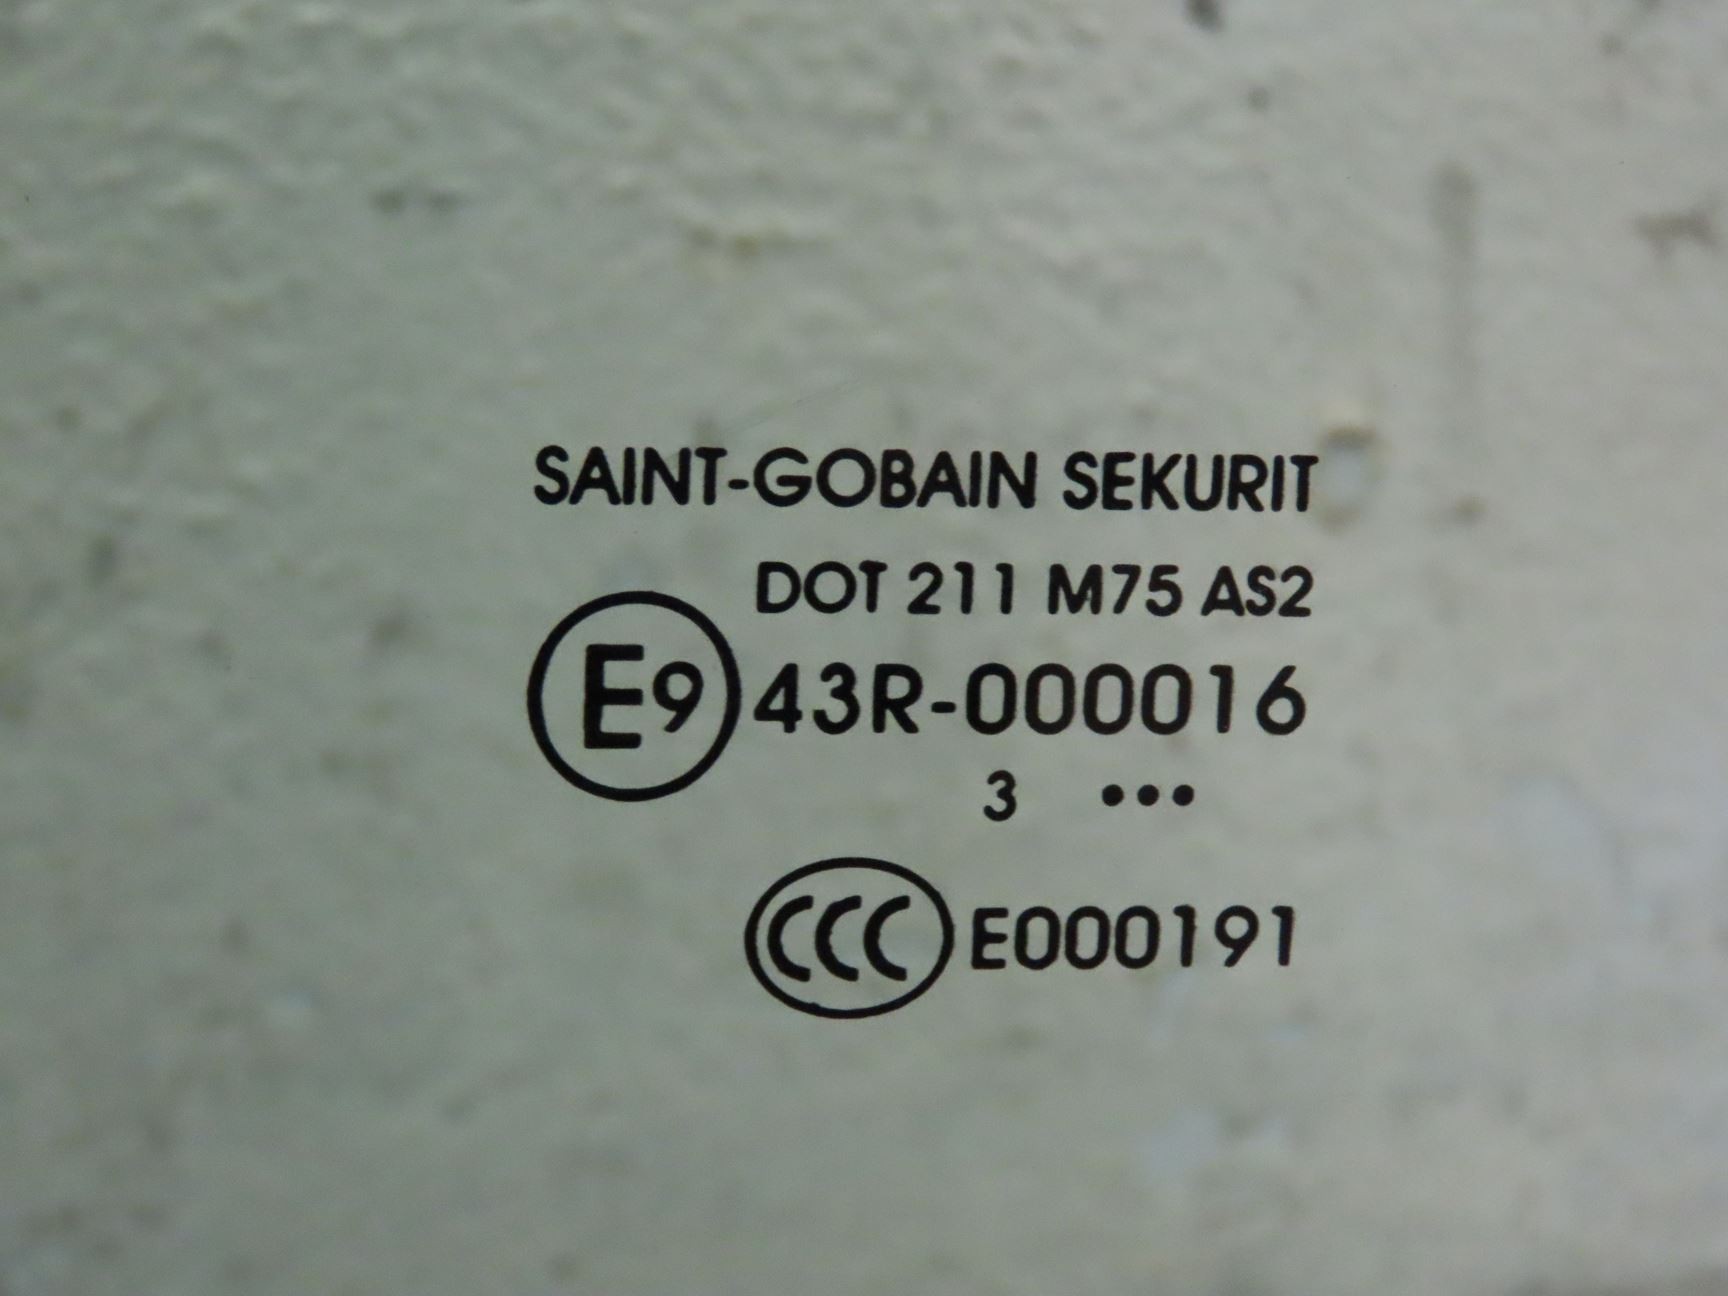 SAINT-GOBAIN SEKURIT
DOT 211 M75 AS2
E9 43R-000016
3 •••
CCC E000191